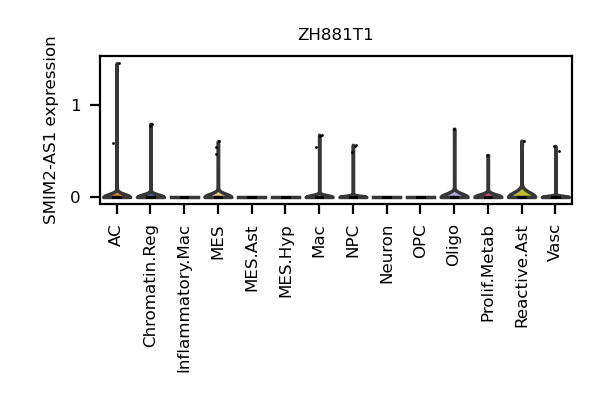 ZH881T1
SMIM2-AS1 expression
1
0
AC
Chromatin.Reg
Inflammatory.Mac
MES
MES.Ast
MES.Hyp
Mac
NPC
Neuron
OPC
Oligo
Prolif.Metab
Reactive.Ast
Vasc